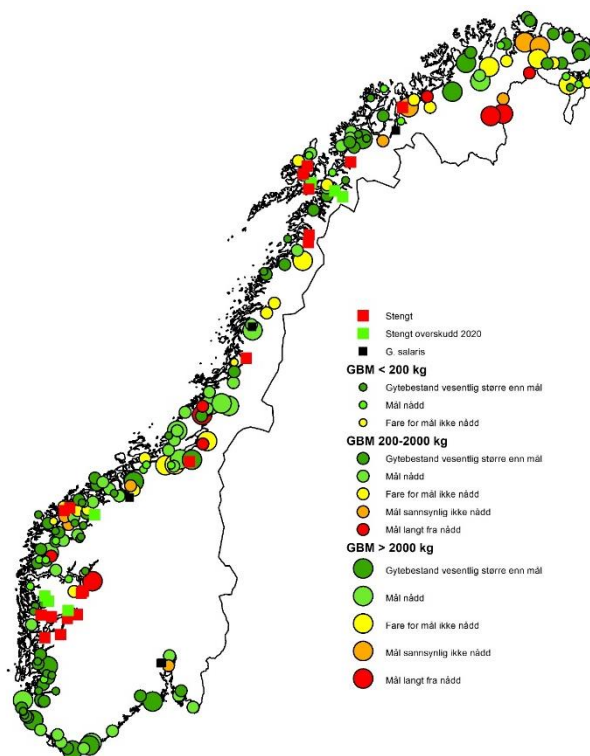 Stengt
Stengt overskudd 2020
G. salaris
GBM < 200 kg
Gytebestand vesentlig større enn mål
Mål nådd
Fare for mål ikke nådd
GBM 200-2000 kg
Gytebestand vesentlig større enn mål
Mål nådd
Fare for mål ikke nådd
Mål sannsynlig ikke nådd
Mål langt fra nådd
GBM > 2000 kg
Gytebestand vesentlig større enn mål
Mål nådd
Fare for mål ikke nådd
Mål sannsynlig ikke nådd
Mål langt fra nådd